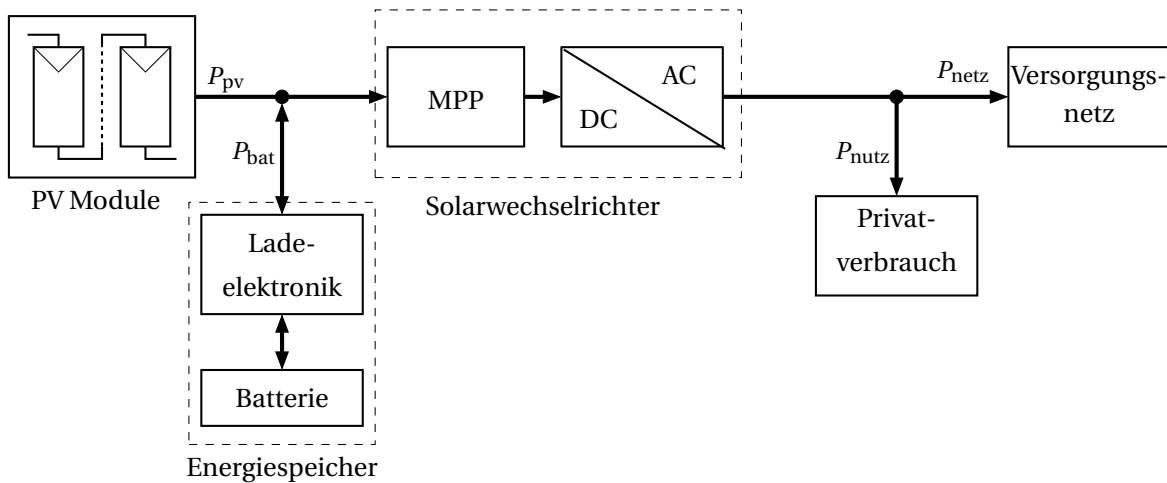 PV Module
P_pv
P_bat
Lade-
elektronik
Batterie
Energiespeicher
MPP
DC
AC
Solarwechselrichter
P_netz
P_nutz
Versorgungs-
netz
Privat-
verbrauch